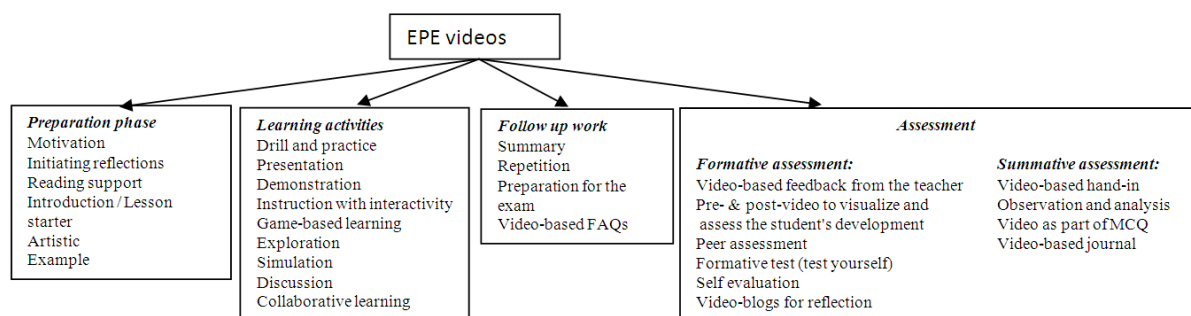 EPE videos
Preparation phase
Motivation
Initiating reflections
Reading support
Introduction / Lesson
starter
Artistic
Example
Learning activities
Drill and practice
Presentation
Demonstration
Instruction with interactivity
Game-based learning
Exploration
Simulation
Discussion
Collaborative learning
Follow up work
Summary
Repetition
Preparation for the
exam
Video-based FAQs
Assessment
Formative assessment:
Video-based feedback from the teacher
Pre- & post-video to visualize and
assess the student's development
Peer assessment
Formative test (test yourself)
Self evaluation
Video-blogs for reflection
Summative assessment:
Video-based hand-in
Observation and analysis
Video as part of MCQ
Video-based journal